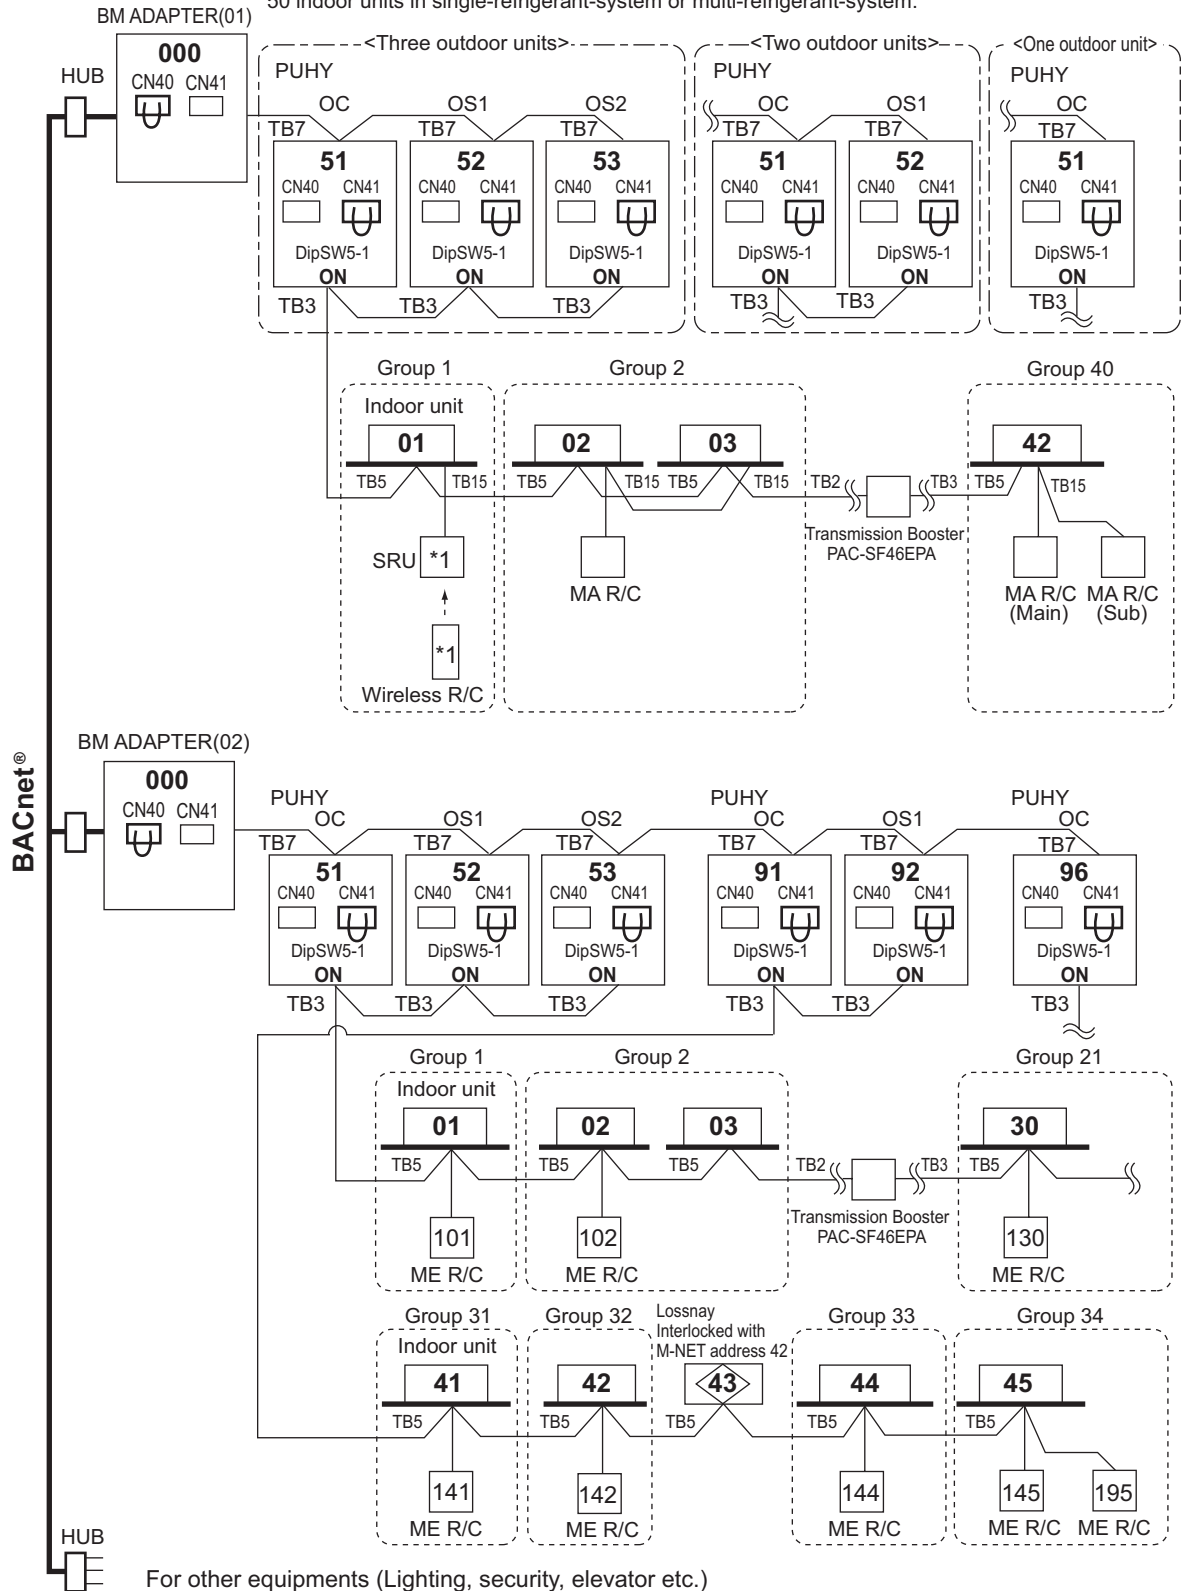 50 indoor units in single-refrigerant-system or multi-refrigerant-system.
BM ADAPTER(01)
HUB
000
CN40 CN41
<Three outdoor units>
<Two outdoor units>
<One outdoor unit>
PUHY
PUHY
PUHY
OC OS1 OS2
OC OS1
OC
TB7 TB7 TB7
TB7 TB7
TB7
51 52 53
51 52
51
CN40 CN41 CN40 CN41 CN40 CN41
CN40 CN41 CN40 CN41
CN40 CN41
DipSW5-1 DipSW5-1 DipSW5-1
DipSW5-1 DipSW5-1
DipSW5-1
ON ON ON
ON ON
ON
TB3 TB3 TB3
TB3 TB3
TB3
Group 1
Group 2
Group 40
Indoor unit
01
02
03
42
TB5 TB15
TB5 TB15 TB5 TB15
TB2
TB3
TB5 TB15
Transmission Booster
PAC-SF46EPA
SRU *1
*1
Wireless R/C
MA R/C
MA R/C
(Main)
MA R/C
(Sub)
BACnet®
BM ADAPTER(02)
000
CN40 CN41
PUHY
PUHY
PUHY
OC OS1 OS2
OC OS1
OC
TB7 TB7 TB7
TB7 TB7
TB7
51 52 53
91 92
96
CN40 CN41 CN40 CN41 CN40 CN41
CN40 CN41 CN40 CN41
CN40 CN41
DipSW5-1 DipSW5-1 DipSW5-1
DipSW5-1 DipSW5-1
DipSW5-1
ON ON ON
ON ON
ON
TB3 TB3 TB3
TB3 TB3
TB3
Group 1
Group 2
Group 21
Indoor unit
01
02
03
30
TB5
TB5
TB5
TB2
TB3
TB5
Transmission Booster
PAC-SF46EPA
101
ME R/C
102
ME R/C
130
ME R/C
Group 31
Group 32
Lossnay
Interlocked with
M-NET address 42
Group 33
Group 34
Indoor unit
41
42
43
44
45
TB5
TB5
TB5
TB5
TB5
141
ME R/C
142
ME R/C
144
ME R/C
145
ME R/C
195
ME R/C
HUB
For other equipments (Lighting, security, elevator etc.)